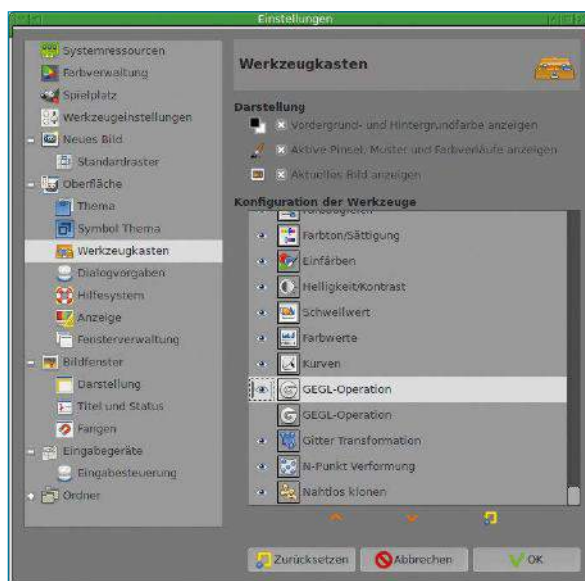 Einstellungen
Systemressourcen
Farbverwaltung
Spielplatz
Werkzeugeinstellungen
Neues Bild
Standardraster
Oberfläche
Thema
Symbol Thema
Werkzeugkasten
Dialogvorgaben
Hilfesystem
Anzeige
Fensterverwaltung
Bildfenster
Darstellung
Titel und Status
Fangen
Eingabegeräte
Eingabesteuerung
Ordner
Werkzeugkasten
Darstellung
Vordergrund- und Hintergrundfarbe anzeigen
Aktive Pinsel, Muster und Farbverläufe anzeigen
Aktuelles Bild anzeigen
Konfiguration der Werkzeuge
Farbton/Sättigung
Einfärben
Helligkeit/Kontrast
Schwellwert
Farbwerte
Kurven
GEGL-Operation
GEGL-Operation
Gitter Transformation
N-Punkt Verformung
Nahtlos klonen
Zurücksetzen
Abbrechen
OK